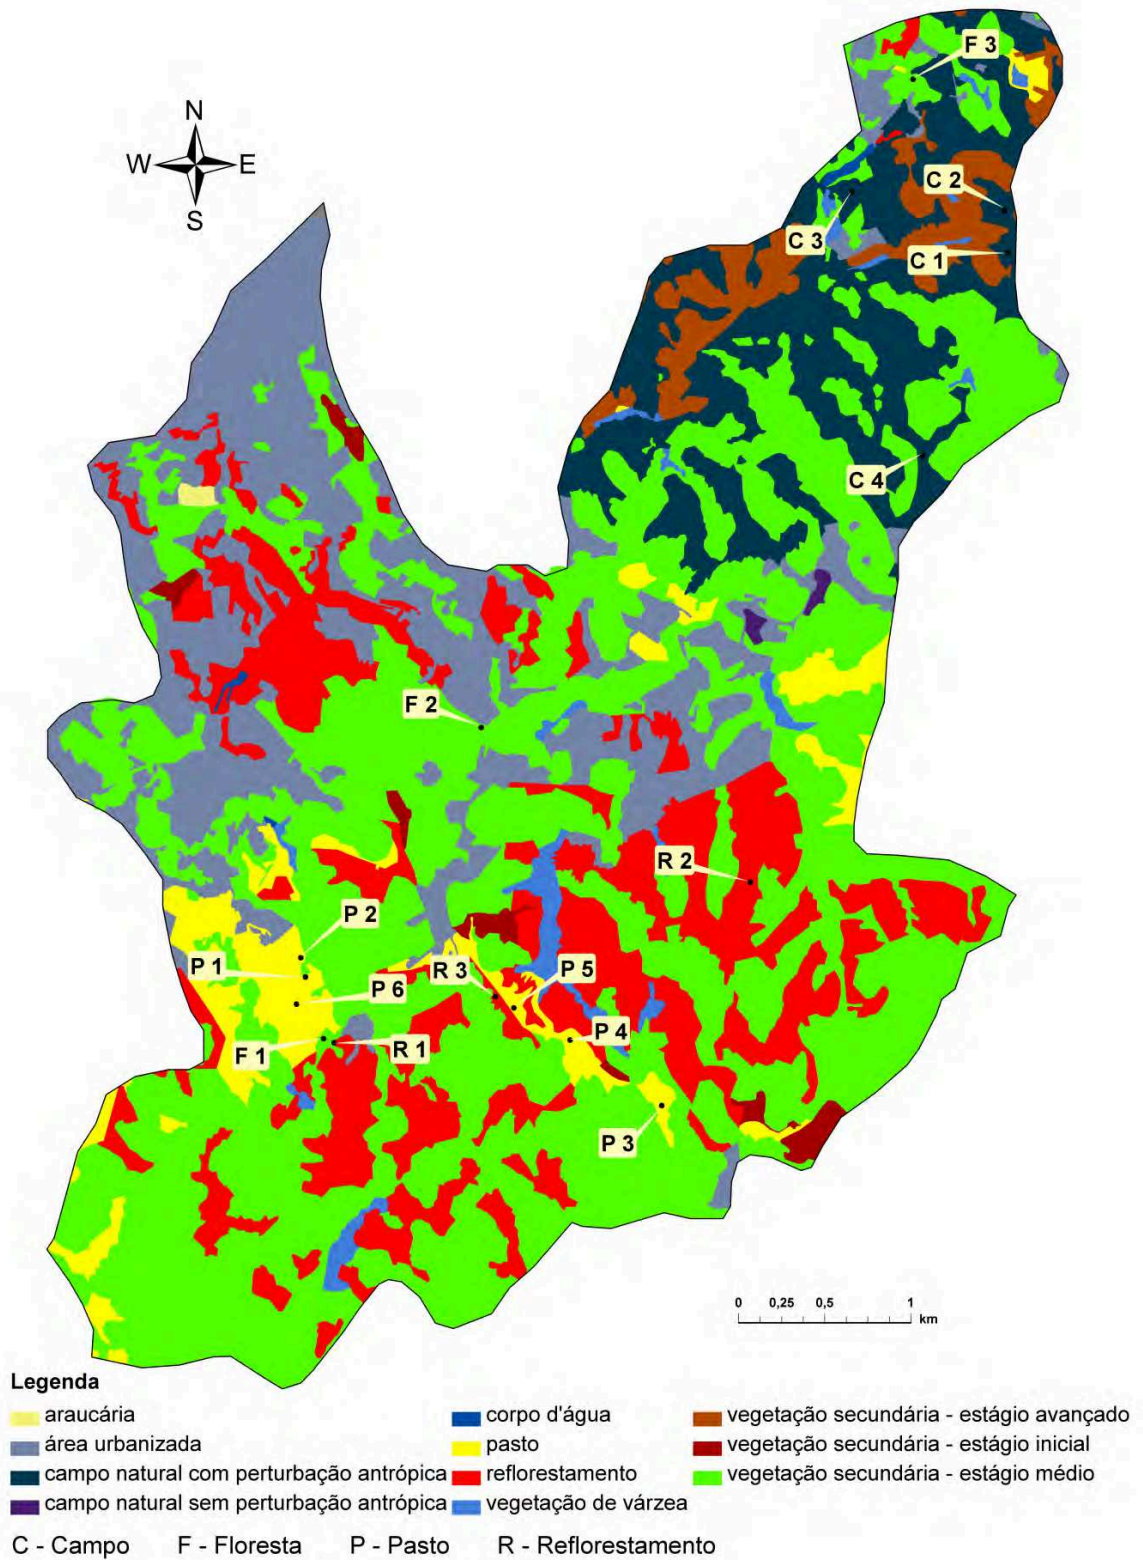 F 3
N
W E
S
C 2
C 3
C 1
C 4
F 2
R 2
P 2
P 1
R 3
P 5
P 6
P 4
F 1
R 1
P 3
0 0,25 0,5 1
km
Legenda
araucária
área urbanizada
campo natural com perturbação antrópica
campo natural sem perturbação antrópica
corpo d'água
pasto
reflorestamento
vegetação de várzea
vegetação secundária - estágio avançado
vegetação secundária - estágio inicial
vegetação secundária - estágio médio
C - Campo F - Floresta P - Pasto R - Reflorestamento